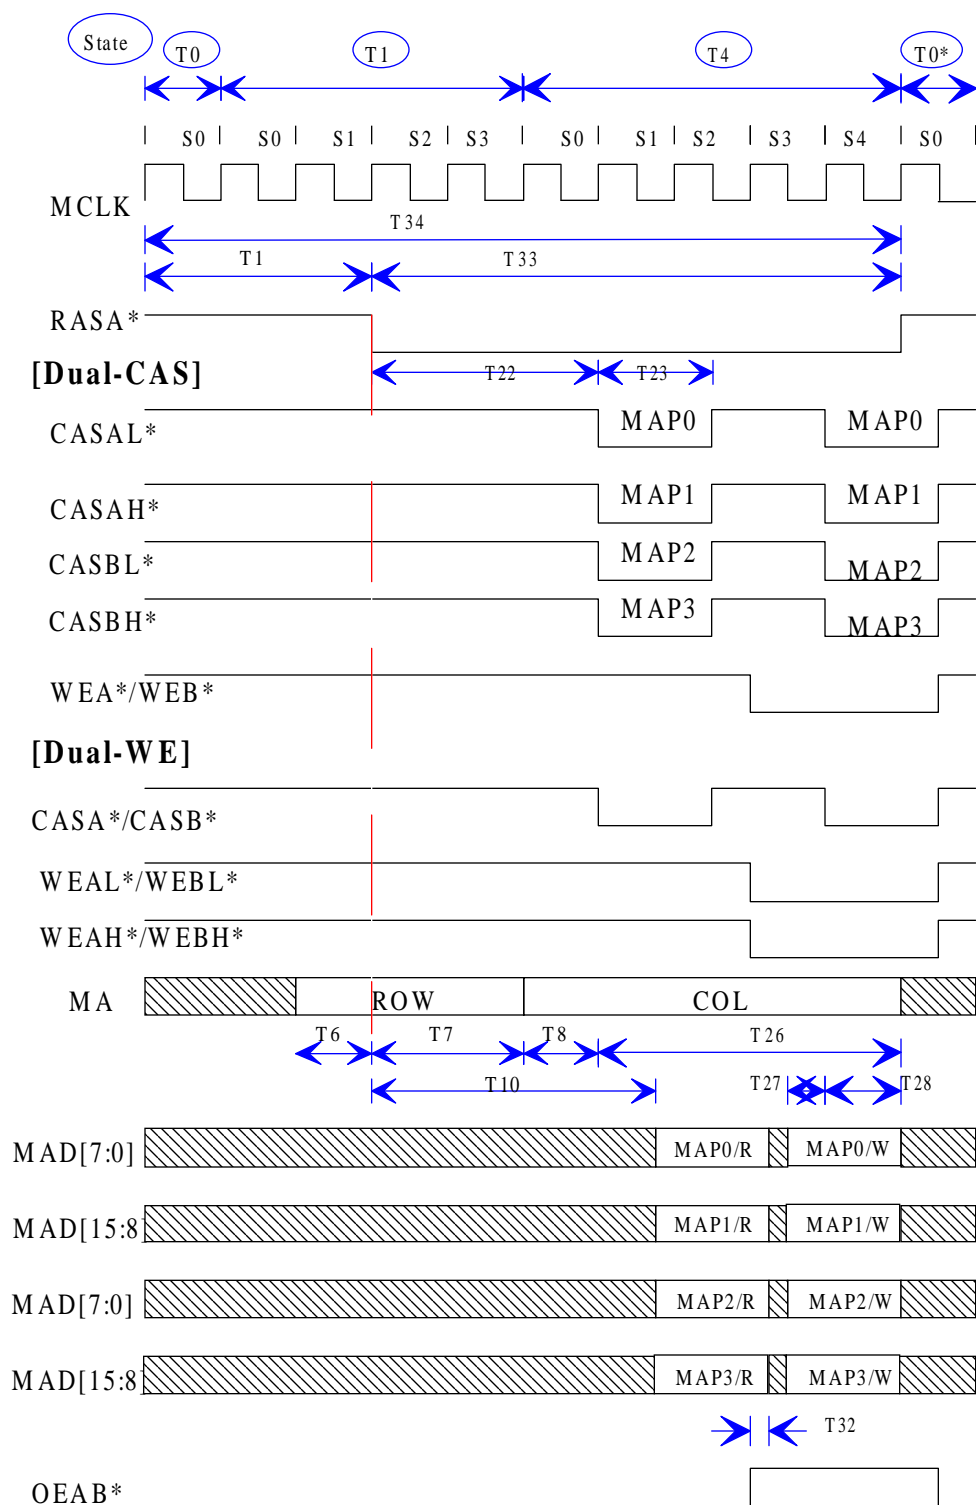 State T0 T1 T4 T0*
S0 S0 S1 S2 S3 S0 S1 S2 S3 S4 S0
MCLK
T34
T1 T33
RASA*
[Dual-CAS] T22 T23
CASAL* MAP0 MAP0
CASAH* MAP1 MAP1
CASBL* MAP2 MAP2
CASBH* MAP3 MAP3
WEA*/WEB*
[Dual-WE]
CASA*/CASB*
WEAL*/WEBL*
WEAH*/WEBH*
MA ROW COL
T6 T7 T8 T26
T10 T27 T28
MAD[7:0] MAP0/R MAP0/W
MAD[15:8] MAP1/R MAP1/W
MAD[7:0] MAP2/R MAP2/W
MAD[15:8] MAP3/R MAP3/W
T32
OEAB*